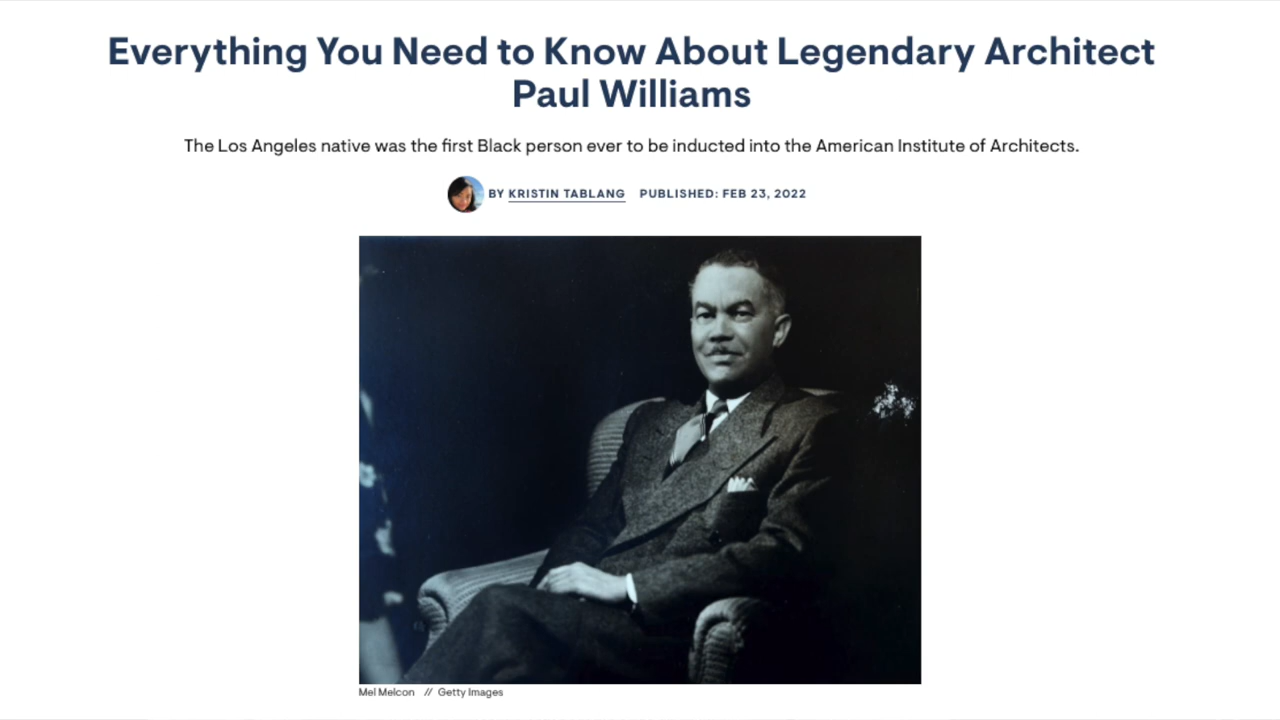 Everything You Need to Know About Legendary Architect
Paul Williams
The Los Angeles native was the first Black person ever to be inducted into the American Institute of Architects.
BY KRISTIN TABLANG PUBLISHED: FEB 23, 2022
Mel Melcon // Getty Images